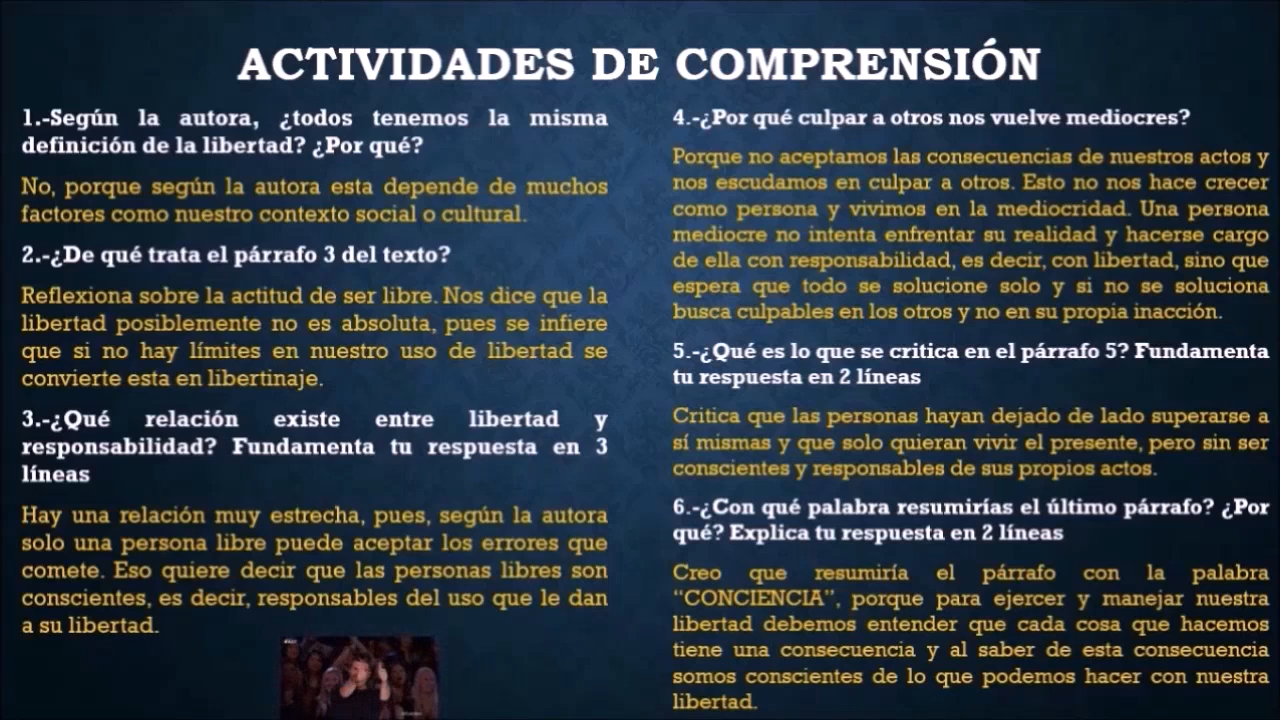 ACTIVIDADES DE COMPRENSIÓN
1.-Según la autora, ¿todos tenemos la misma
definición de la libertad? ¿Por qué?
No, porque según la autora esta depende de muchos
factores como nuestro contexto social o cultural.
2.-¿De qué trata el párrafo 3 del texto?
Reflexiona sobre la actitud de ser libre. Nos dice que la
libertad posiblemente no es absoluta, pues se infiere
que si no hay límites en nuestro uso de libertad se
convierte esta en libertinaje.
3.-¿Qué relación existe entre libertad y
responsabilidad? Fundamenta tu respuesta en 3
líneas
Hay una relación muy estrecha, pues, según la autora
solo una persona libre puede aceptar los errores que
comete. Eso quiere decir que las personas libres son
conscientes, es decir, responsables del uso que le dan
a su libertad.
4.-¿Por qué culpar a otros nos vuelve mediocres?
Porque no aceptamos las consecuencias de nuestros actos y
nos escudamos en culpar a otros. Esto no nos hace crecer
como persona y vivimos en la mediocridad. Una persona
mediocre no intenta enfrentar su realidad y hacerse cargo
de ella con responsabilidad, es decir, con libertad, sino que
espera que todo se solucione solo y si no se soluciona
busca culpables en los otros y no en su propia inacción.
5.-¿Qué es lo que se critica en el párrafo 5? Fundamenta
tu respuesta en 2 líneas
Critica que las personas hayan dejado de lado superarse a
sí mismas y que solo quieran vivir el presente, pero sin ser
conscientes y responsables de sus propios actos.
6.-¿Con qué palabra resumirías el último párrafo? ¿Por
qué? Explica tu respuesta en 2 líneas
Creo que resumiría el párrafo con la palabra
“CONCIENCIA”, porque para ejercer y manejar nuestra
libertad debemos entender que cada cosa que hacemos
tiene una consecuencia y al saber de esta consecuencia
somos conscientes de lo que podemos hacer con nuestra
libertad.